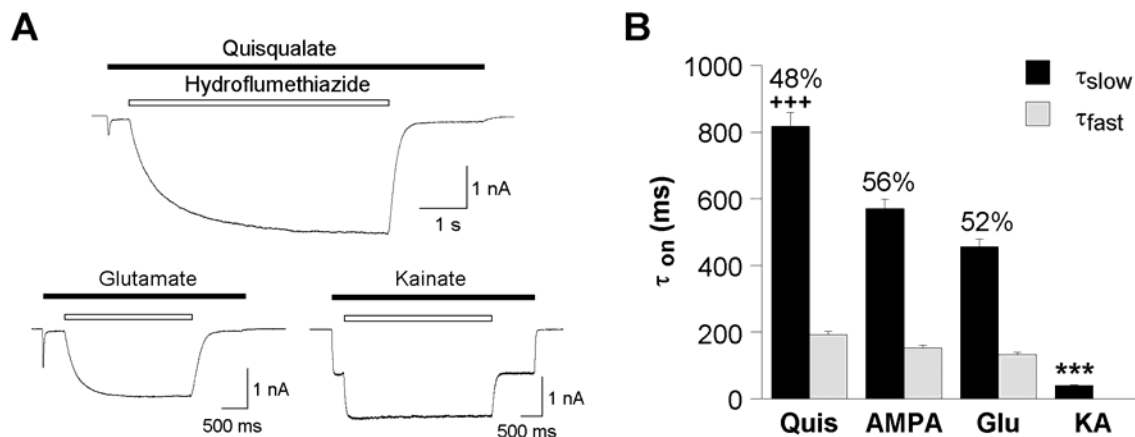 A
Quisqualate
Hydroflumethiazide
1 nA
1 s
Glutamate
1 nA
500 ms
Kainate
1 nA
500 ms
B
τ on (ms)
1000
800
600
400
200
0
48%
+++
56%
52%
***
τslow
τfast
Quis AMPA Glu KA